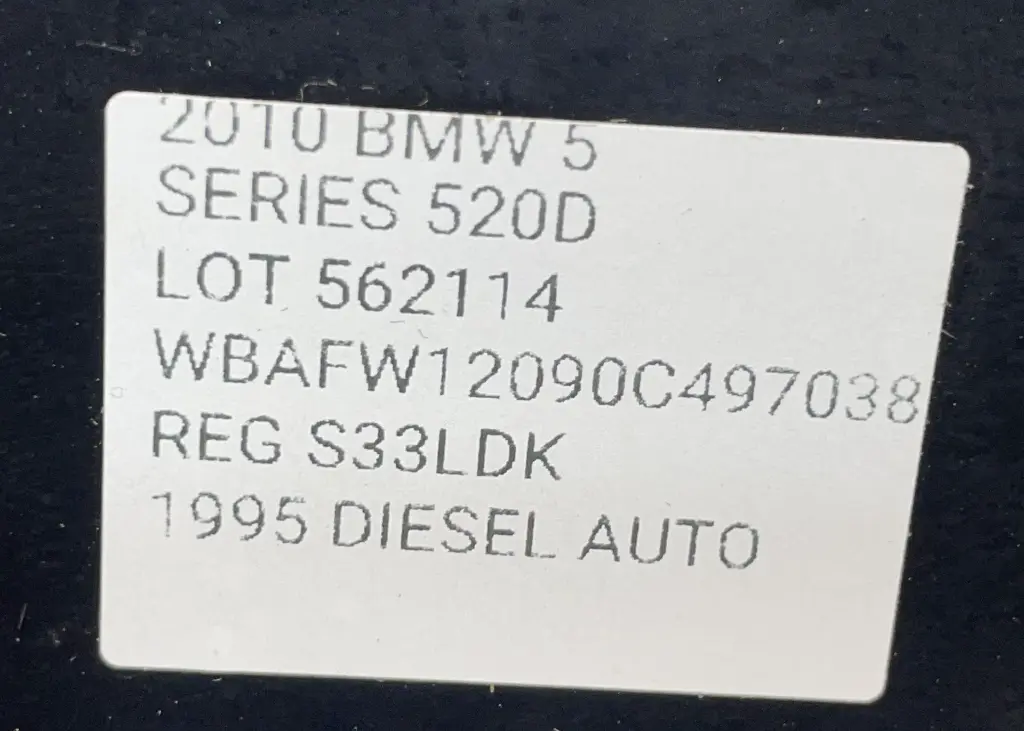 2010 BMW 5
SERIES 520D
LOT 562114
WBAFW12090C497038
REG S33LDK
1995 DIESEL AUTO